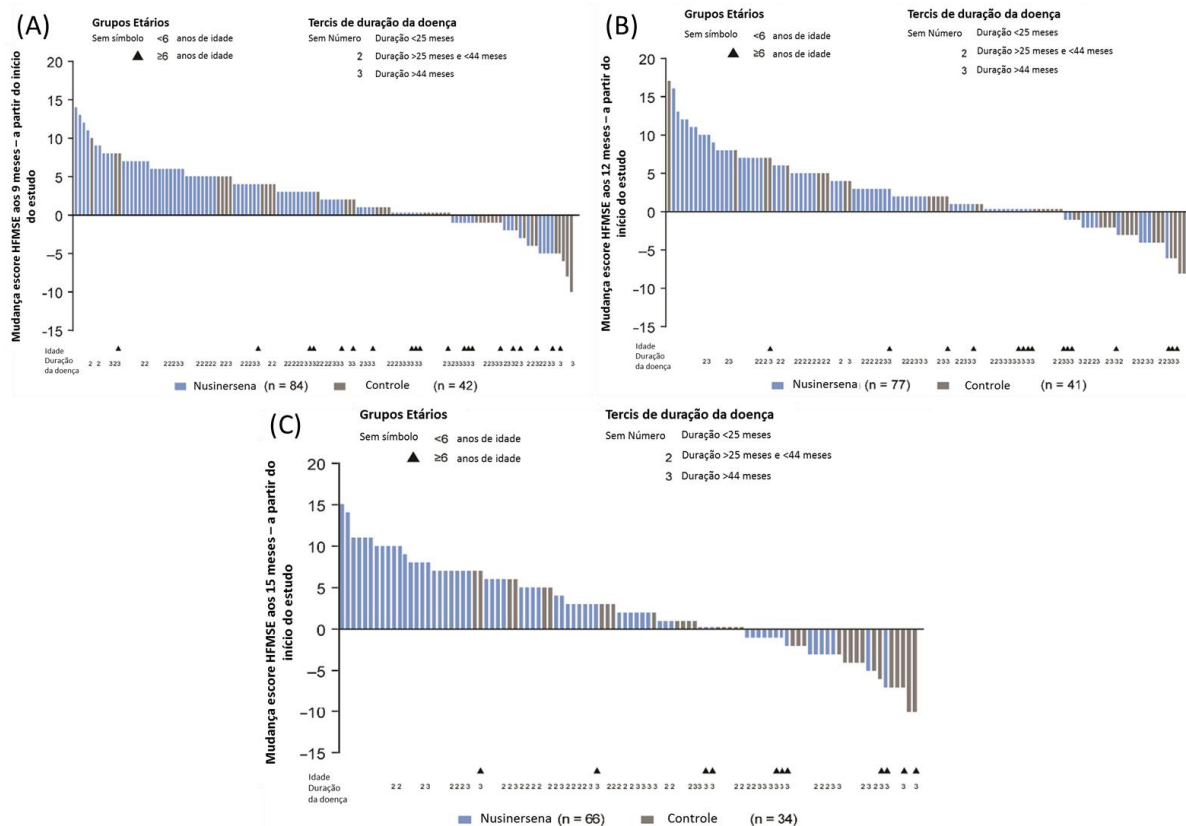 (A)
Grupos Etários
Sem símbolo <6 anos de idade
▲ ≥6 anos de idade
Tercis de duração da doença
Sem Número Duração <25 meses
2 Duração >25 meses e <44 meses
3 Duração >44 meses
Mudança escore HFMSE aos 9 meses – a partir do início do estudo
20
15
10
5
0
−5
−10
−15
Idade
Duração
da doença
Nusinersena (n = 84) Controle (n = 42)
(B)
Grupos Etários
Sem símbolo <6 anos de idade
▲ ≥6 anos de idade
Tercis de duração da doença
Sem Número Duração <25 meses
2 Duração >25 meses e <44 meses
3 Duração >44 meses
Mudança escore HFMSE aos 12 meses – a partir do início do estudo
20
15
10
5
0
−5
−10
−15
Idade
Duração
da doença
Nusinersena (n = 77) Controle (n = 41)
(C)
Grupos Etários
Sem símbolo <6 anos de idade
▲ ≥6 anos de idade
Tercis de duração da doença
Sem Número Duração <25 meses
2 Duração >25 meses e <44 meses
3 Duração >44 meses
Mudança escore HFMSE aos 15 meses – a partir do início do estudo
20
15
10
5
0
−5
−10
−15
Idade
Duração
da doença
Nusinersena (n = 66) Controle (n = 34)